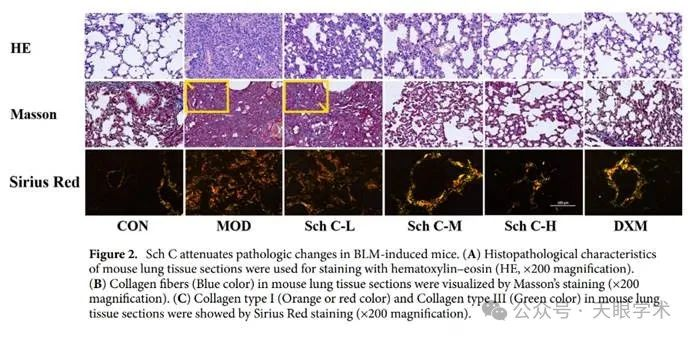 HE
Masson
Sirius Red
CON MOD Sch C-L Sch C-M Sch C-H DXM
Figure 2. Sch C attenuates pathologic changes in BLM-induced mice. (A) Histopathological characteristics
of mouse lung tissue sections were used for staining with hematoxylin–eosin (HE, ×200 magnification).
(B) Collagen fibers (Blue color) in mouse lung tissue sections were visualized by Masson's staining (×200
magnification). (C) Collagen type I (Orange or red color) and Collagen type III (Green color) in mouse lung
tissue sections were showed by Sirius Red staining (×200 magnification).
公众号 · 天眼学术